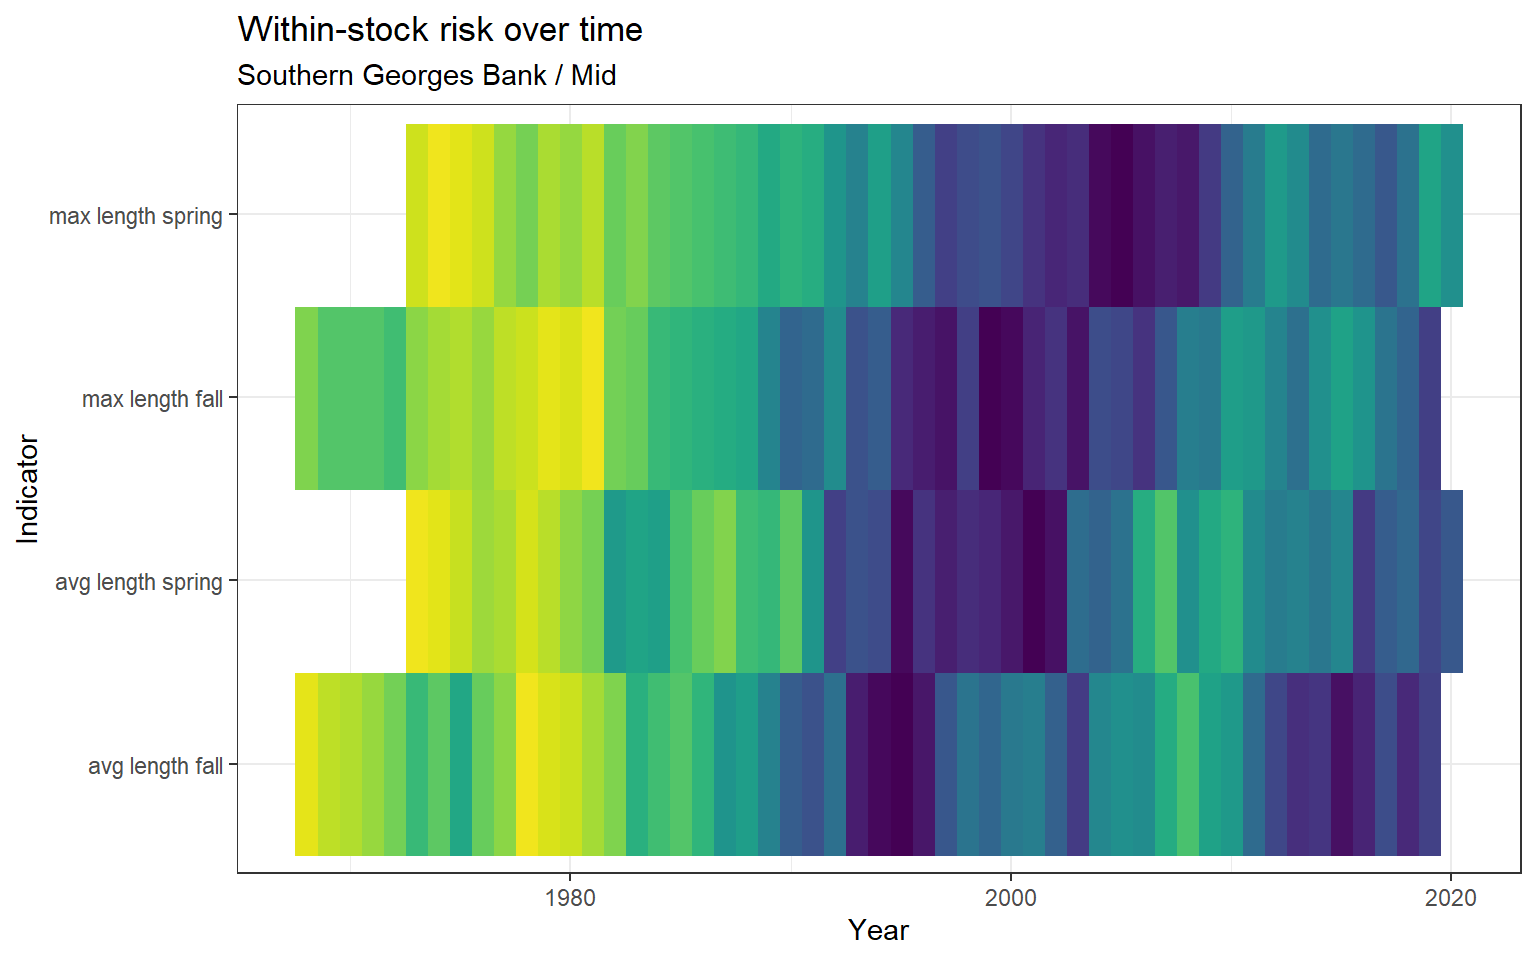 Within-stock risk over time
Southern Georges Bank / Mid
Indicator
max length spring
max length fall
avg length spring
avg length fall
1980 2000 2020
Year